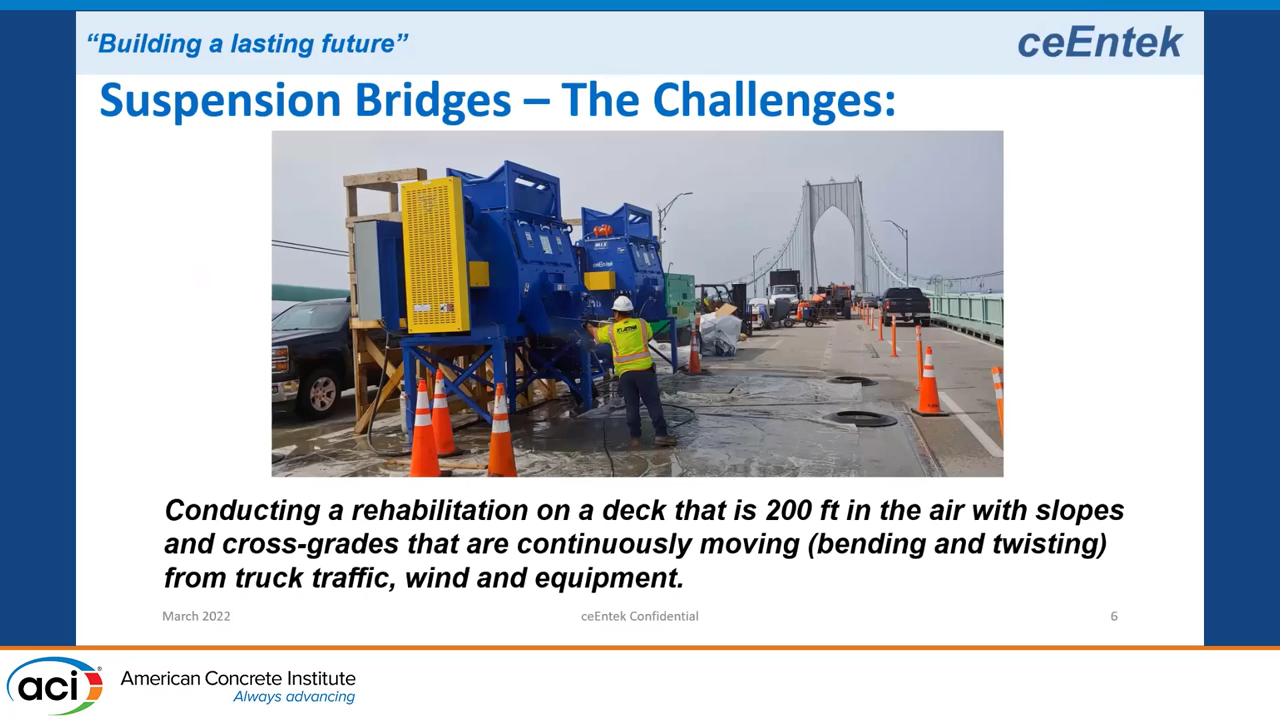 “Building a lasting future”
ceEntek
Suspension Bridges – The Challenges:
ceEntek
Conducting a rehabilitation on a deck that is 200 ft in the air with slopes
and cross-grades that are continuously moving (bending and twisting)
from truck traffic, wind and equipment.
March 2022
ceEntek Confidential
6
aci®
American Concrete Institute
Always advancing